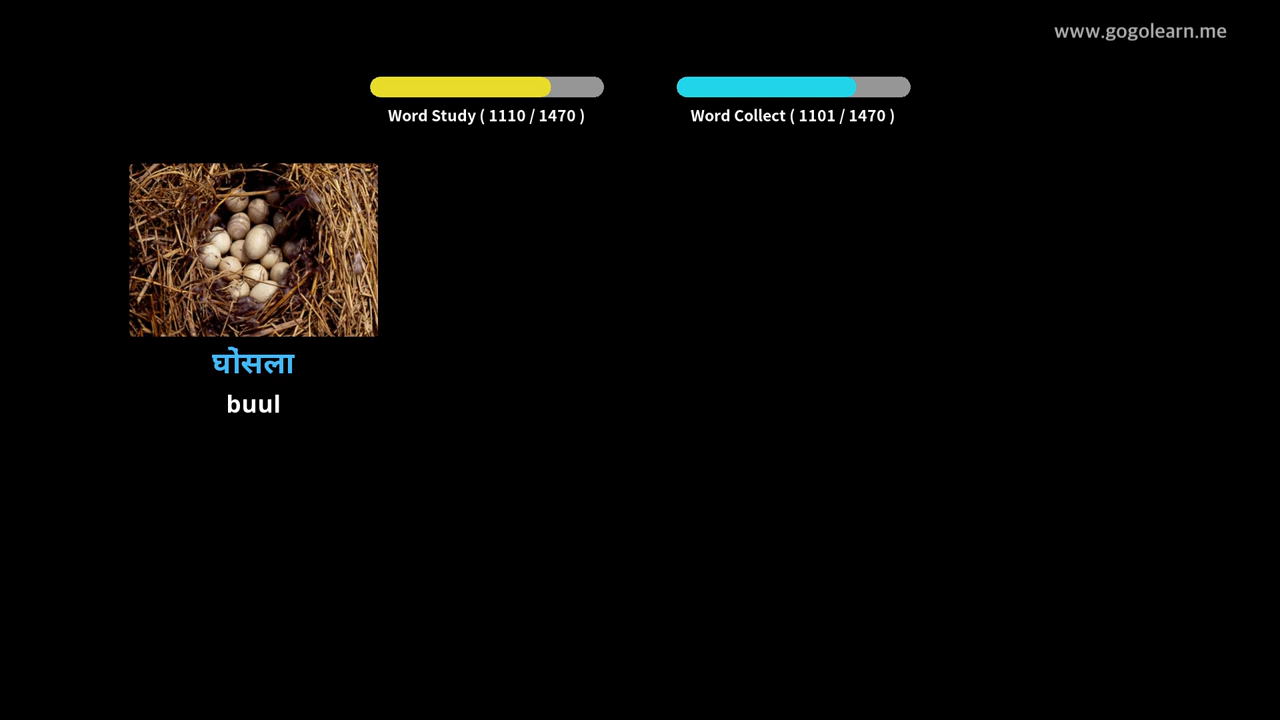 www.gogolearn.me
Word Study ( 1110 / 1470 )
Word Collect ( 1101 / 1470 )
घोंसला
buul